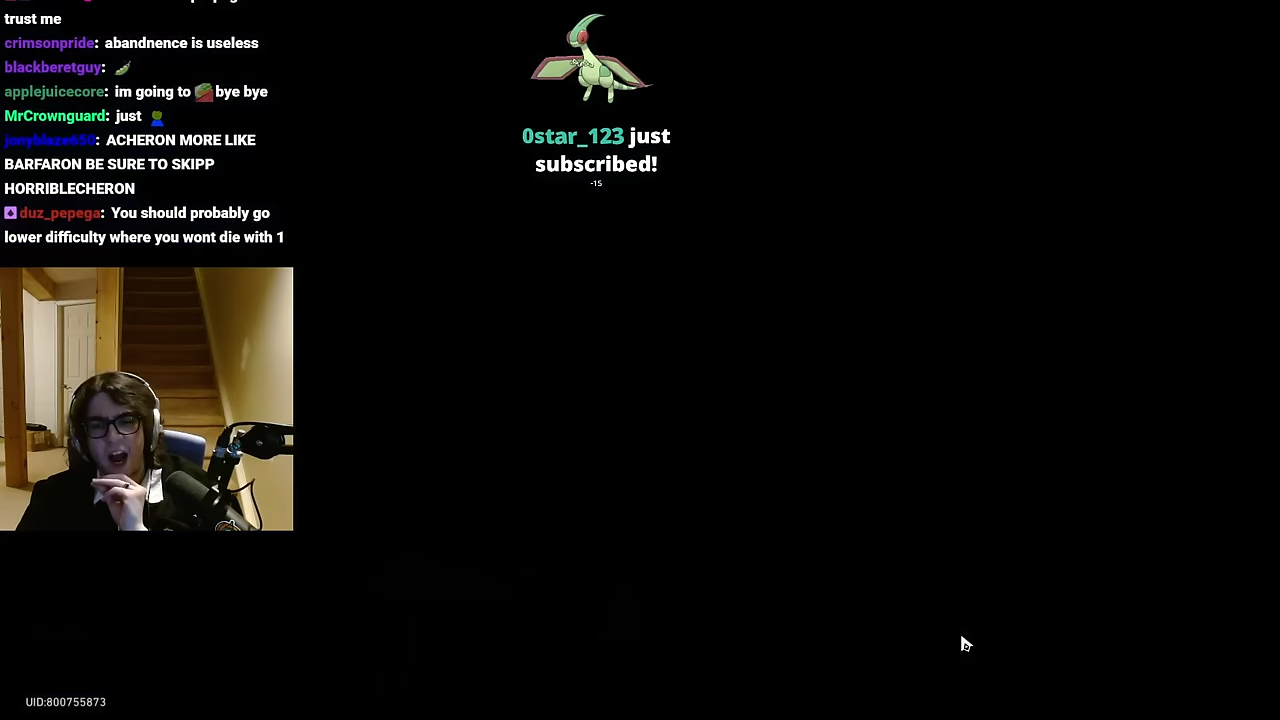 trust me
crimsonpride: abandnence is useless
blackberetguy:
applejuicecore: im going to bye bye
MrCrownguard: just
jonyblaze650: ACHERON MORE LIKE
BARFARON BE SURE TO SKIPP
HORRIBLECHERON
duz_pepega: You should probably go
lower difficulty where you wont die with 1
0star_123 just
subscribed!
-15
UID:800755873